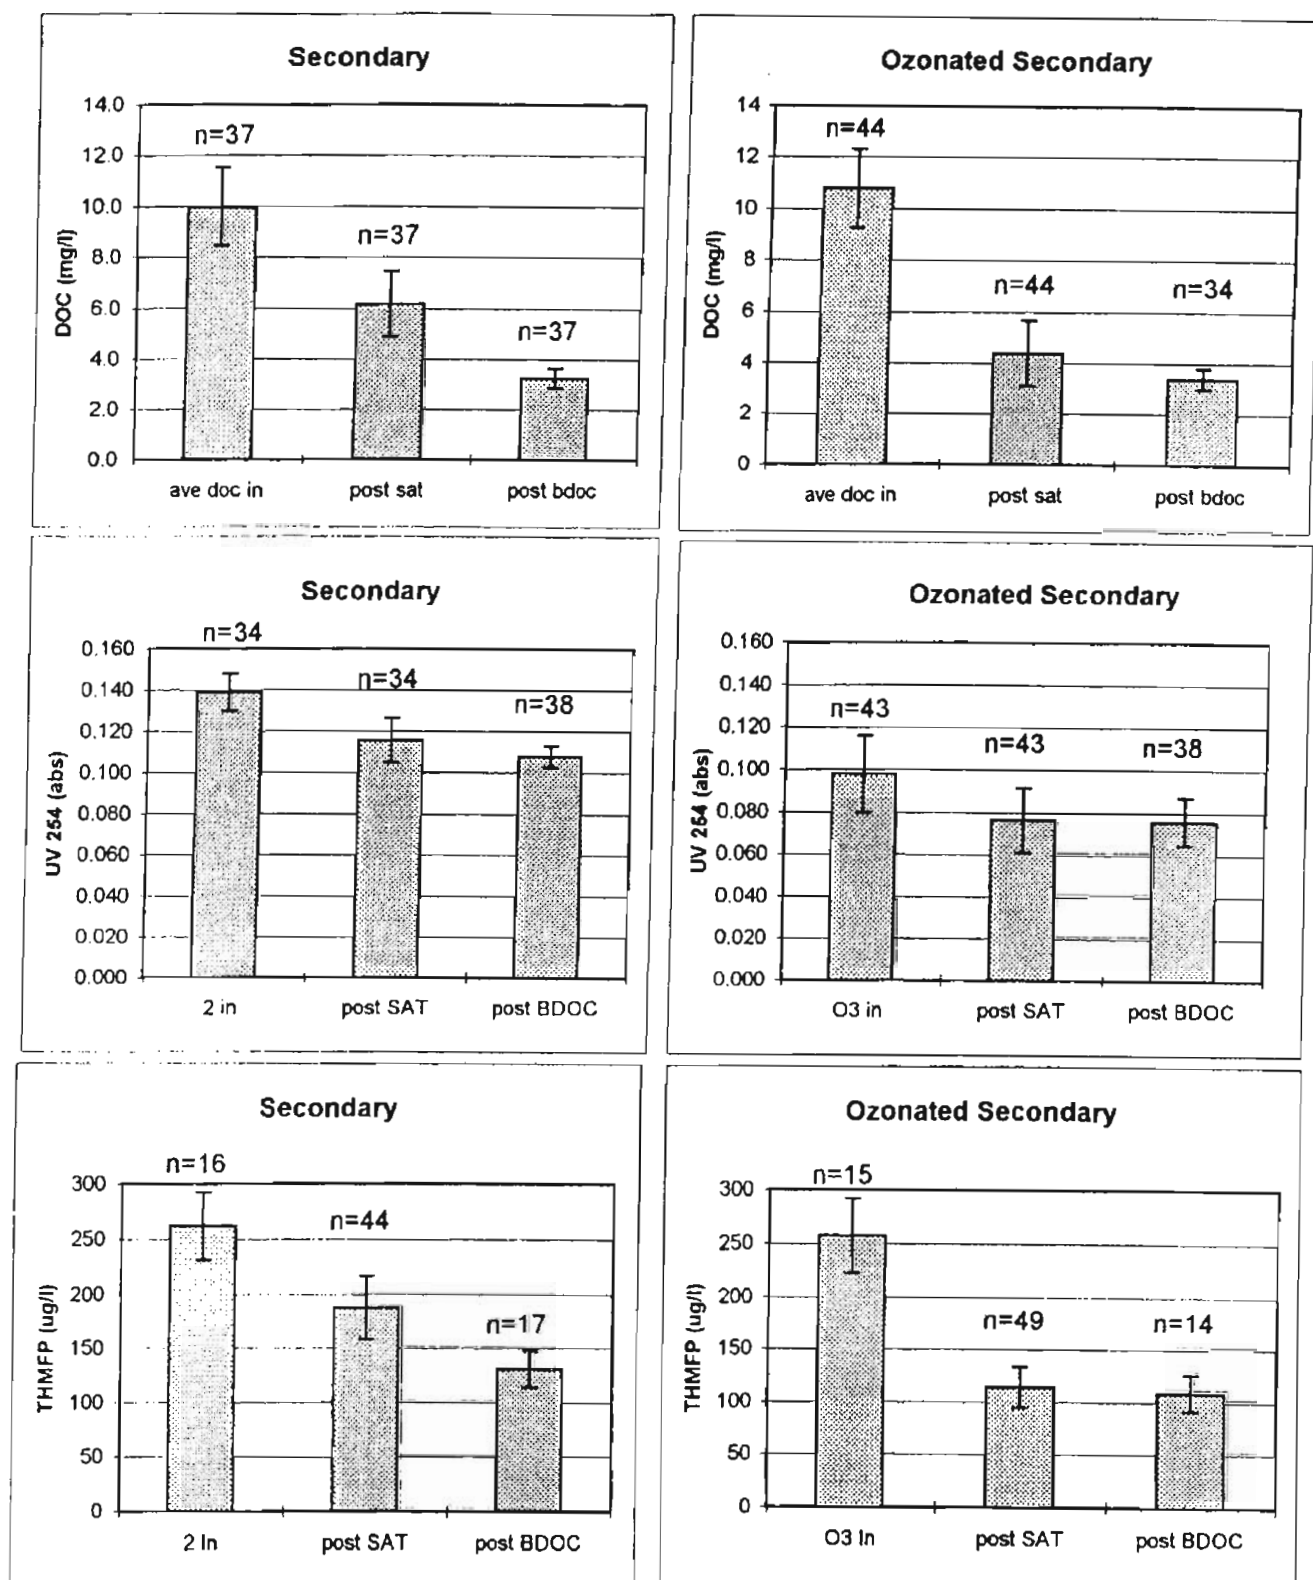 Secondary
14.0
12.0
10.0
8.0
6.0
4.0
2.0
0.0
DOC (mg/l)
n=37
n=37
n=37
ave doc in
post sat
post bdoc
Ozonated Secondary
14
12
10
8
6
4
2
0
DOC (mg/l)
n=44
n=44
n=34
ave doc in
post sat
post bdoc
Secondary
0.160
0.140
0.120
0.100
0.080
0.060
0.040
0.020
0.000
UV 254 (abs)
n=34
n=34
n=38
2 in
post SAT
post BDOC
Ozonated Secondary
0.160
0.140
0.120
0.100
0.080
0.060
0.040
0.020
0.000
UV 254 (abs)
n=43
n=43
n=38
O3 in
post SAT
post BDOC
Secondary
300
250
200
150
100
50
0
THMFP (ug/l)
n=16
n=44
n=17
2 In
post SAT
post BDOC
Ozonated Secondary
300
250
200
150
100
50
0
THMFP (ug/l)
n=15
n=49
n=14
O3 In
post SAT
post BDOC